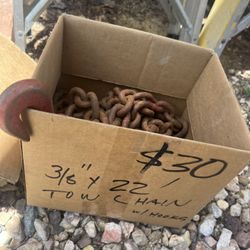 $30
3/8" x 22'
TOW CHAIN
w/ HOOKS